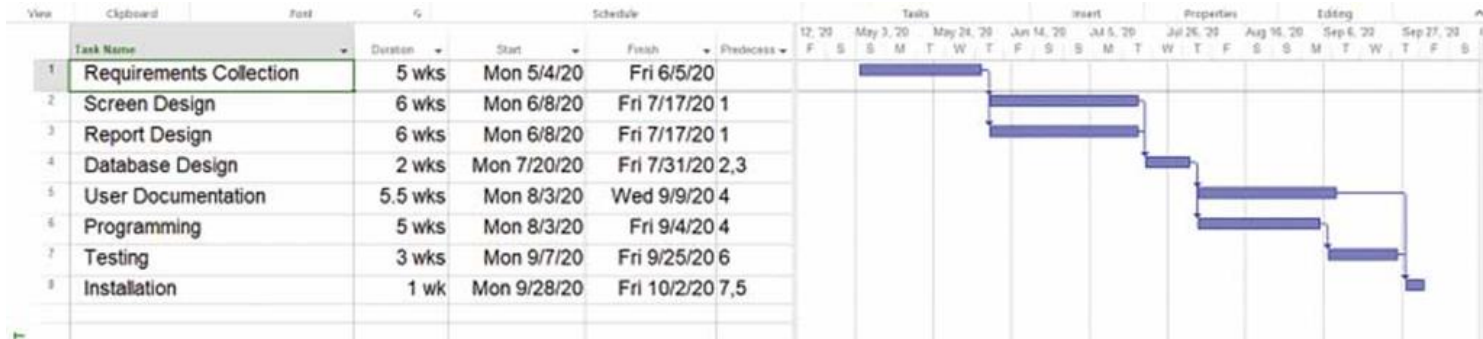 View Clipboard Font Schedule Tasks Insert Properties Editing
12, '20 May 3, '20 May 24, '20 Jun 14, '20 Jul 5, '20 Jul 26, '20 Aug 16, '20 Sep 6, '20 Sep 27, '20
Task Name Duration Start Finish Predecess F S S M T W T F S S M T W T F S S M T W T F S
1 Requirements Collection 5 wks Mon 5/4/20 Fri 6/5/20
2 Screen Design 6 wks Mon 6/8/20 Fri 7/17/20 1
3 Report Design 6 wks Mon 6/8/20 Fri 7/17/20 1
4 Database Design 2 wks Mon 7/20/20 Fri 7/31/20 2,3
5 User Documentation 5.5 wks Mon 8/3/20 Wed 9/9/20 4
6 Programming 5 wks Mon 8/3/20 Fri 9/4/20 4
7 Testing 3 wks Mon 9/7/20 Fri 9/25/20 6
8 Installation 1 wk Mon 9/28/20 Fri 10/2/20 7,5